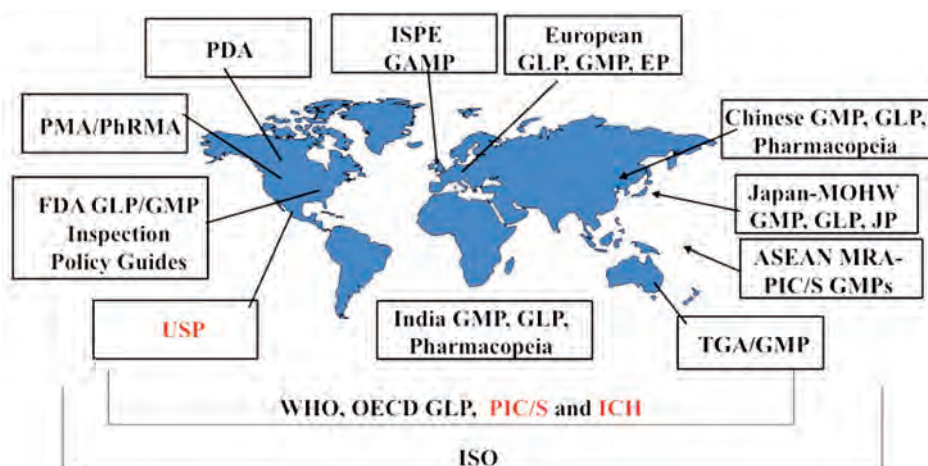 PDA
ISPE
GAMP
European
GLP, GMP, EP
PMA/PhRMA
Chinese GMP, GLP,
Pharmacopeia
FDA GLP/GMP
Inspection
Policy Guides
Japan-MOHW
GMP, GLP, JP
ASEAN MRA-
PIC/S GMPs
USP
India GMP, GLP,
Pharmacopeia
TGA/GMP
WHO, OECD GLP, PIC/S and ICH
ISO